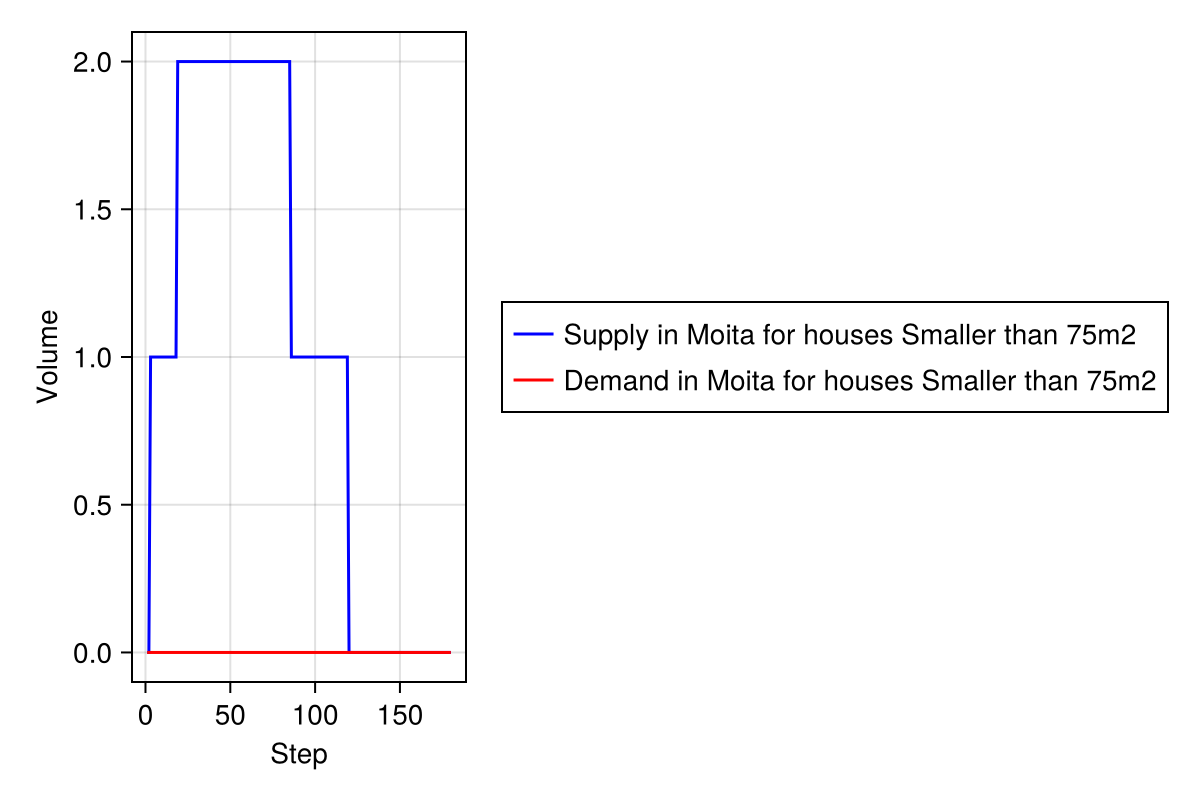 2.0
1.5
1.0
0.5
0.0
Volume
0 50 100 150
Step
Supply in Moita for houses Smaller than 75m2
Demand in Moita for houses Smaller than 75m2